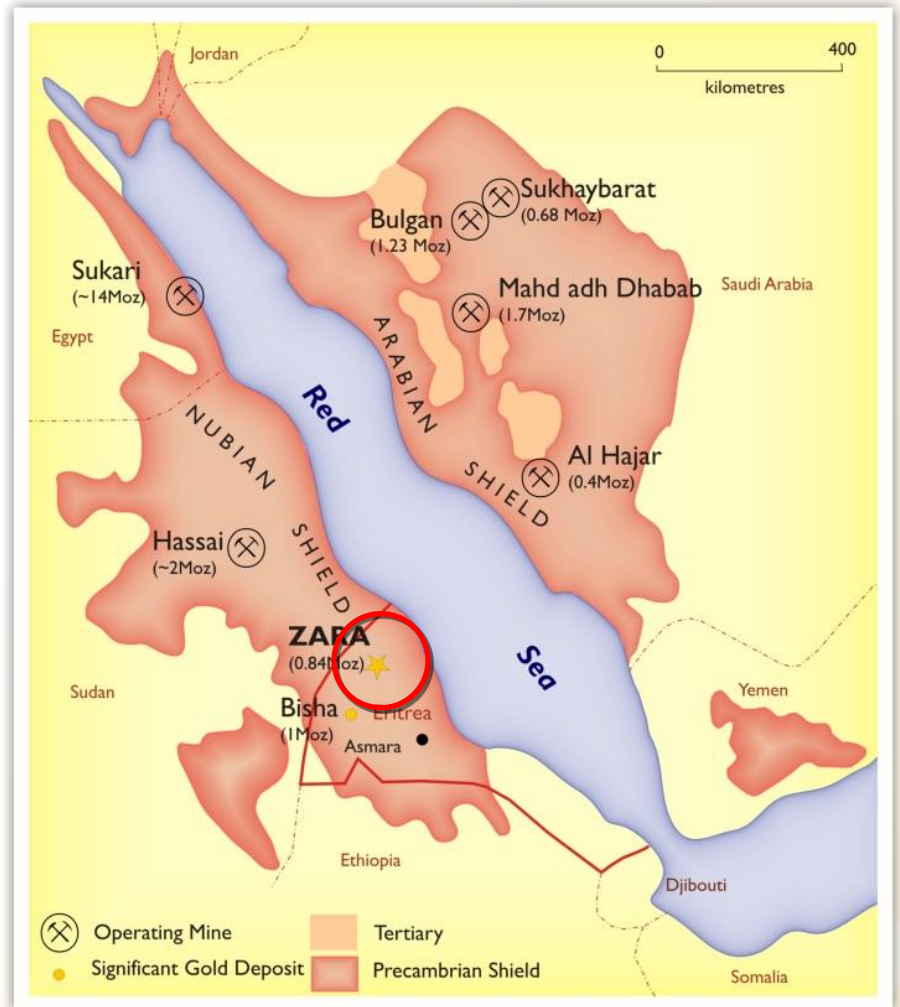 Jordan
0 400
kilometres
Sukhaybarat
(0.68 Moz)
Bulgan
(1.23 Moz)
Sukari
(~14Moz)
Mahd adh Dhabab
(1.7Moz)
Saudi Arabia
Egypt
ARABIAN
SHIELD
Red
Sea
NUBIAN
SHIELD
Al Hajar
(0.4Moz)
Hassai
(~2Moz)
ZARA
(0.84Moz)
Sudan
Bisha
(1Moz)
Eritrea
Asmara
Yemen
Ethiopia
Djibouti
Somalia
Operating Mine
Significant Gold Deposit
Tertiary
Precambrian Shield